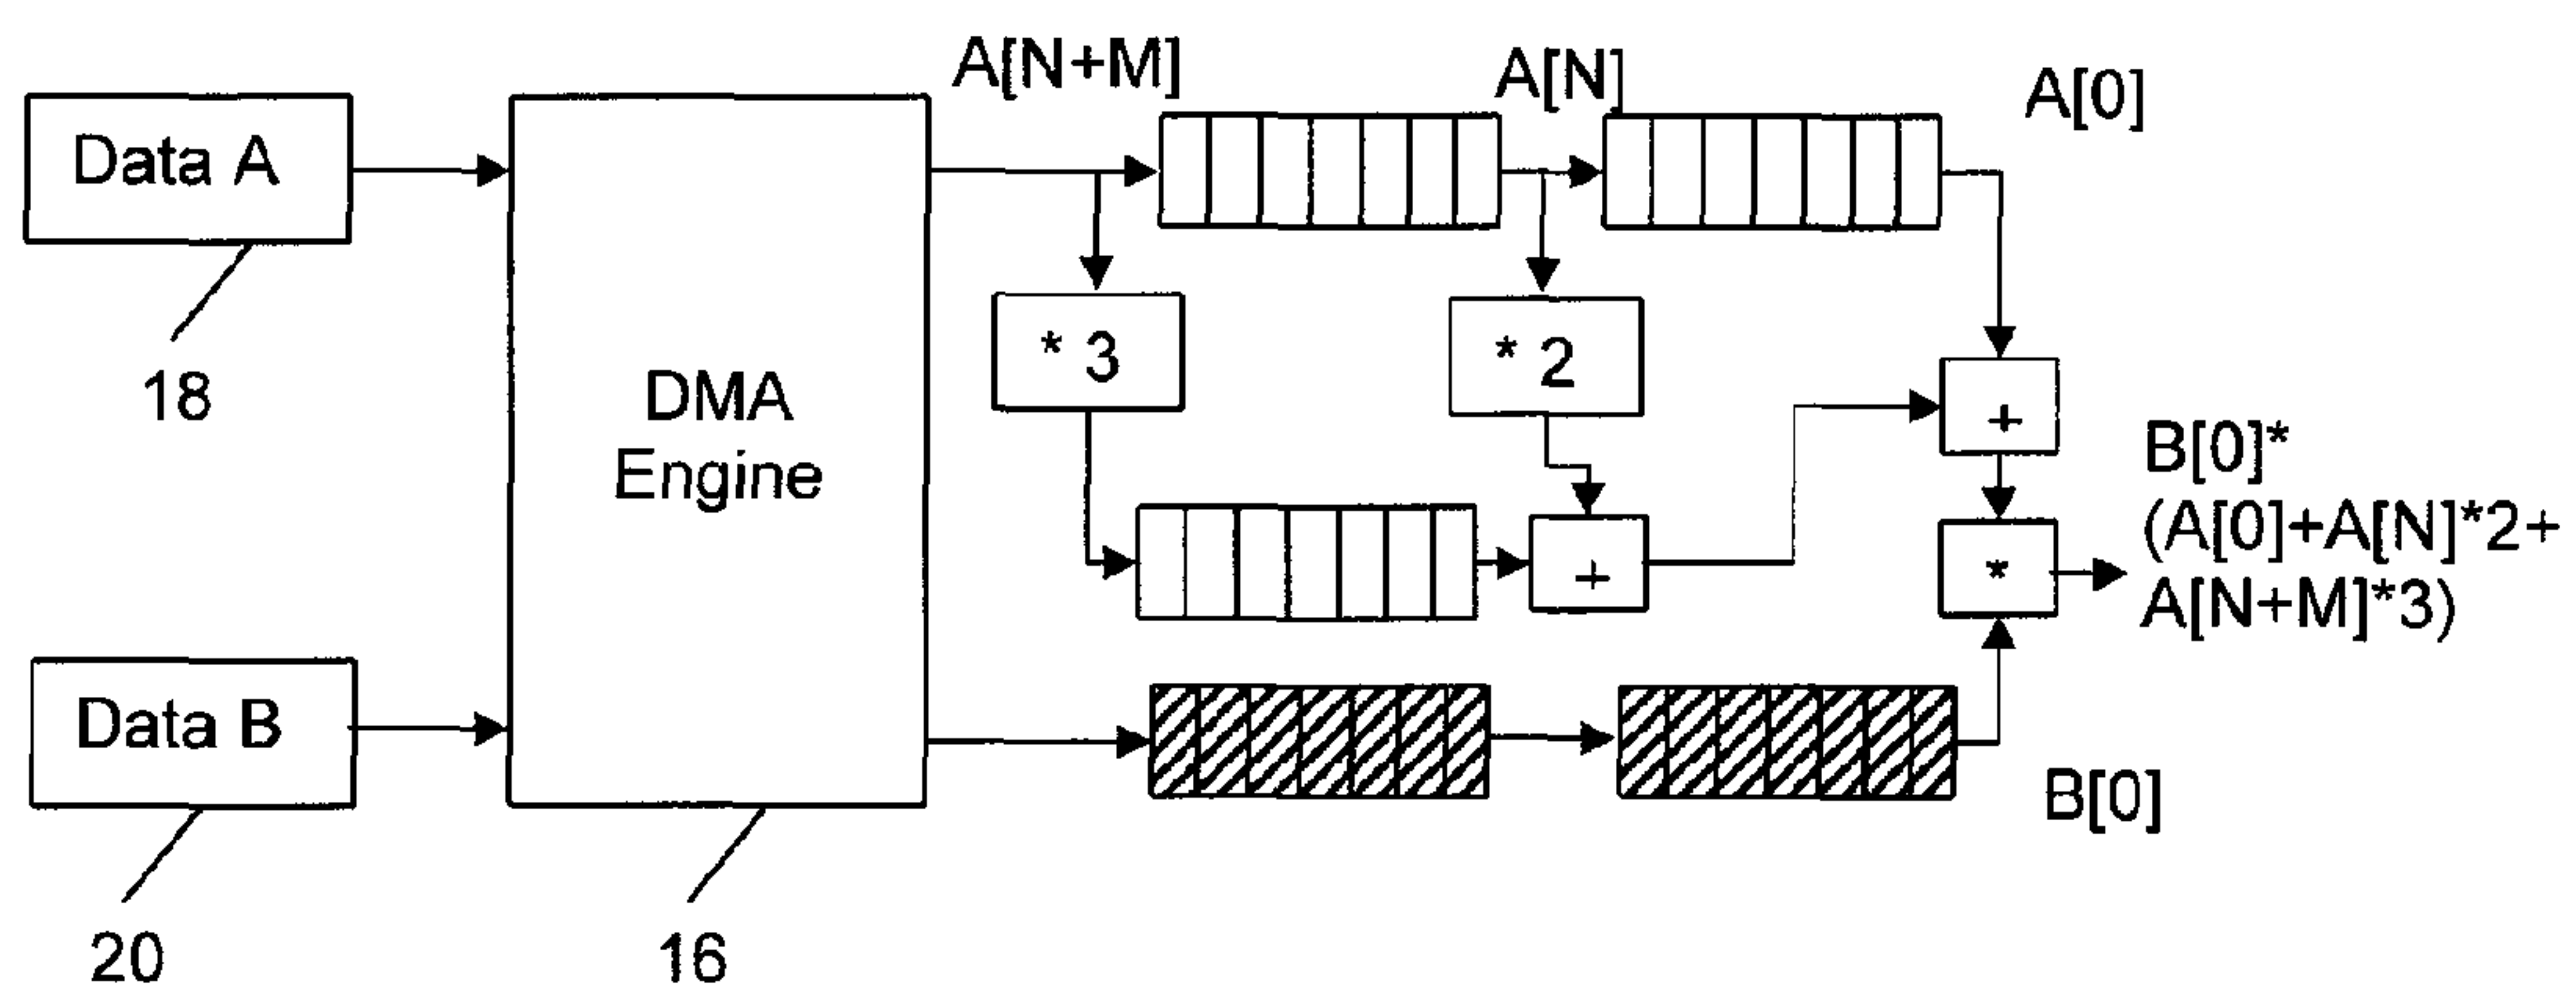 A[N+M]
A[N]
A[0]
Data A
18
DMA
Engine
* 3
* 2
+
+
*
B[0]*
(A[0]+A[N]*2+
A[N+M]*3)
Data B
20
16
B[0]